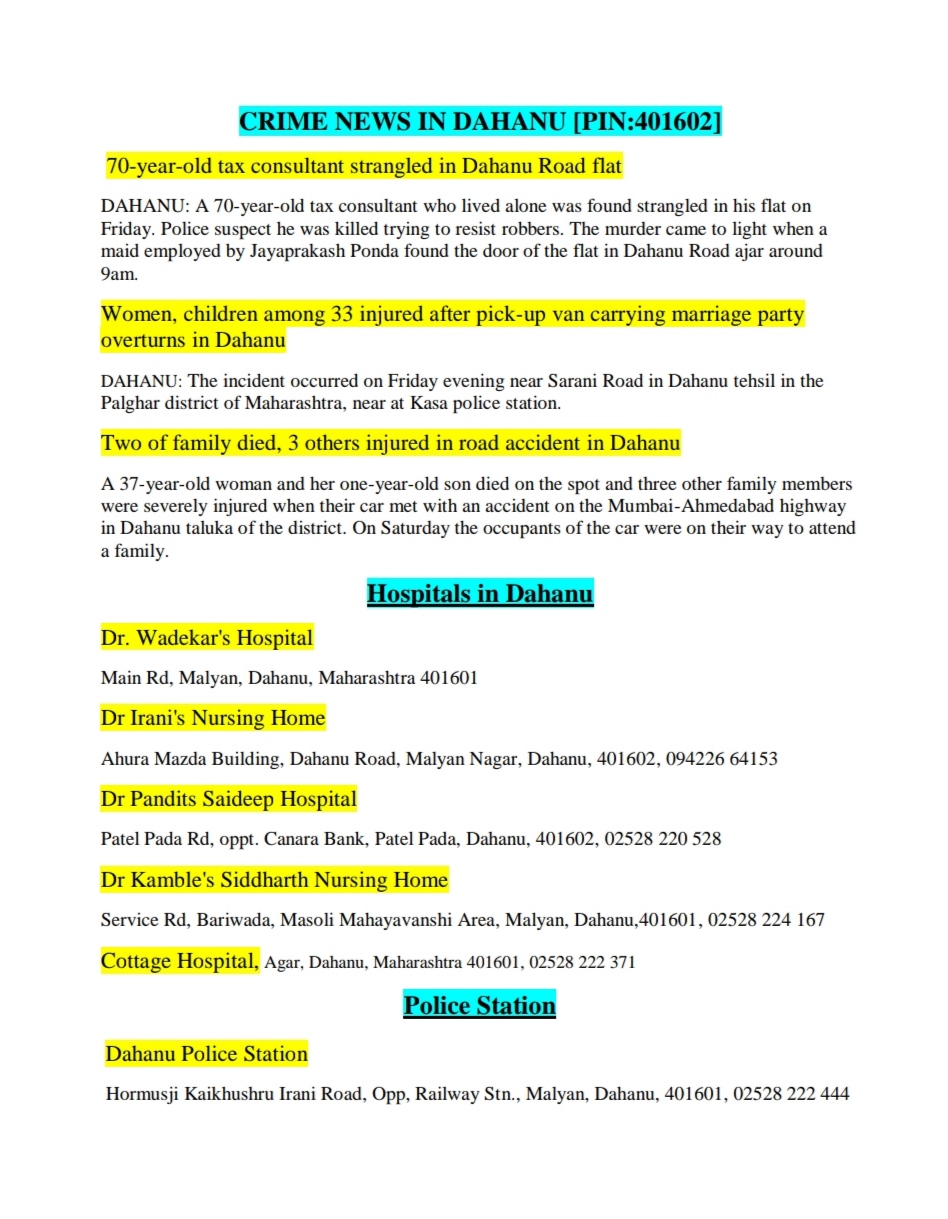 CRIME NEWS IN DAHANU [PIN:401602]
70-year-old tax consultant strangled in Dahanu Road flat
DAHANU: A 70-year-old tax consultant who lived alone was found strangled in his flat on
Friday. Police suspect he was killed trying to resist robbers. The murder came to light when a
maid employed by Jayaprakash Ponda found the door of the flat in Dahanu Road ajar around
9am.
Women, children among 33 injured after pick-up van carrying marriage party
overturns in Dahanu
DAHANU: The incident occurred on Friday evening near Sarani Road in Dahanu tehsil in the
Palghar district of Maharashtra, near at Kasa police station.
Two of family died, 3 others injured in road accident in Dahanu
A 37-year-old woman and her one-year-old son died on the spot and three other family members
were severely injured when their car met with an accident on the Mumbai-Ahmedabad highway
in Dahanu taluka of the district. On Saturday the occupants of the car were on their way to attend
a family.
Hospitals in Dahanu
Dr. Wadekar's Hospital
Main Rd, Malyan, Dahanu, Maharashtra 401601
Dr Irani's Nursing Home
Ahura Mazda Building, Dahanu Road, Malyan Nagar, Dahanu, 401602, 094226 64153
Dr Pandits Saideep Hospital
Patel Pada Rd, oppt. Canara Bank, Patel Pada, Dahanu, 401602, 02528 220 528
Dr Kamble's Siddharth Nursing Home
Service Rd, Bariwada, Masoli Mahayavanshi Area, Malyan, Dahanu,401601, 02528 224 167
Cottage Hospital, Agar, Dahanu, Maharashtra 401601, 02528 222 371
Police Station
Dahanu Police Station
Hormusji Kaikhushru Irani Road, Opp, Railway Stn., Malyan, Dahanu, 401601, 02528 222 444